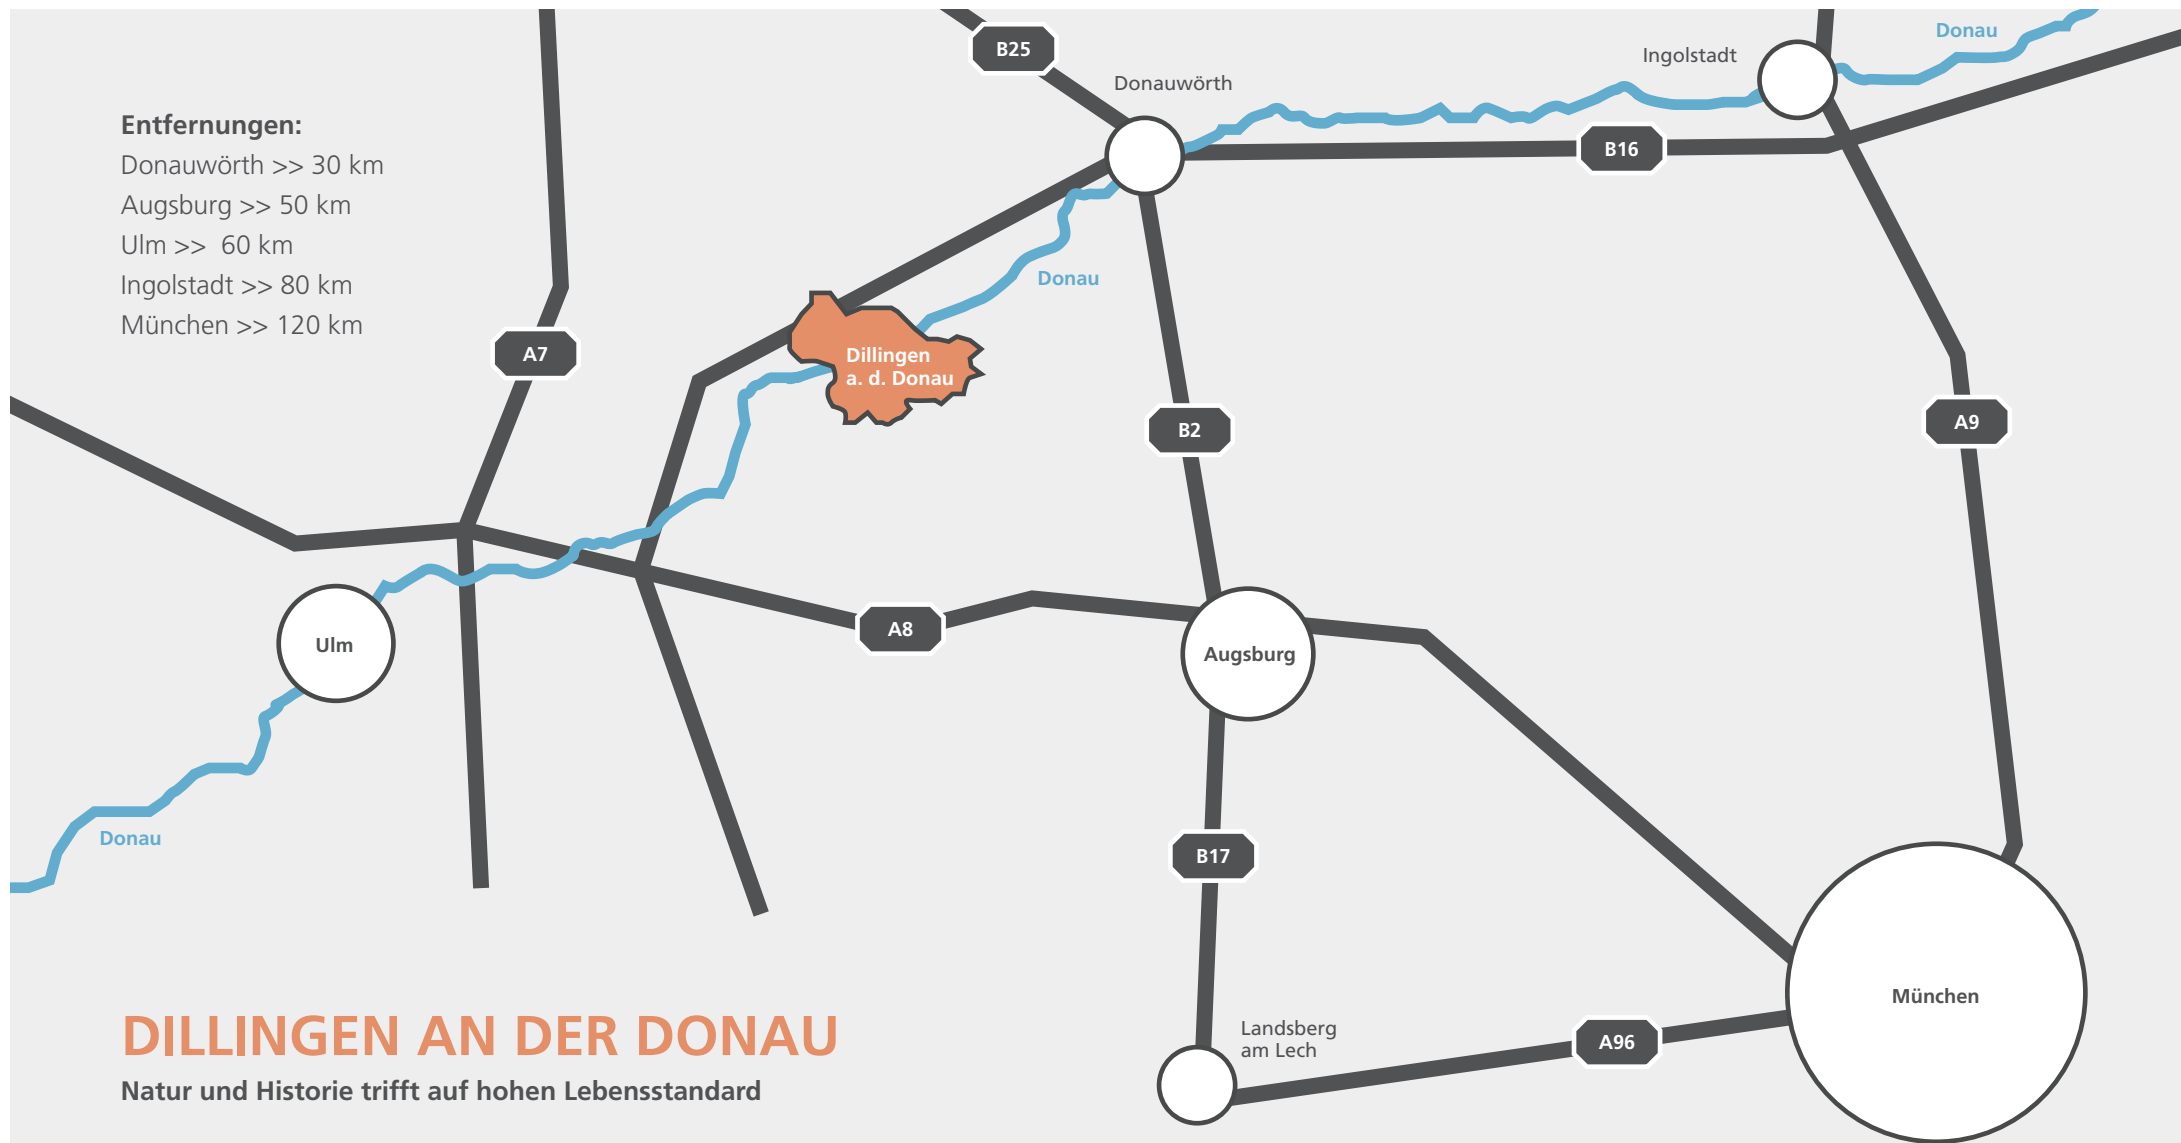 Donau
B25
Ingolstadt
Donauwörth
Entfernungen:
Donauwörth >> 30 km
Augsburg >> 50 km
Ulm >>  60 km
Ingolstadt >> 80 km
München >> 120 km
B16
Donau
A7
Dillingen
a. d. Donau
B2
A9
A8
Ulm
Augsburg
Donau
B17
München
DILLINGEN AN DER DONAU
Natur und Historie trifft auf hohen Lebensstandard
Landsberg
am Lech
A96